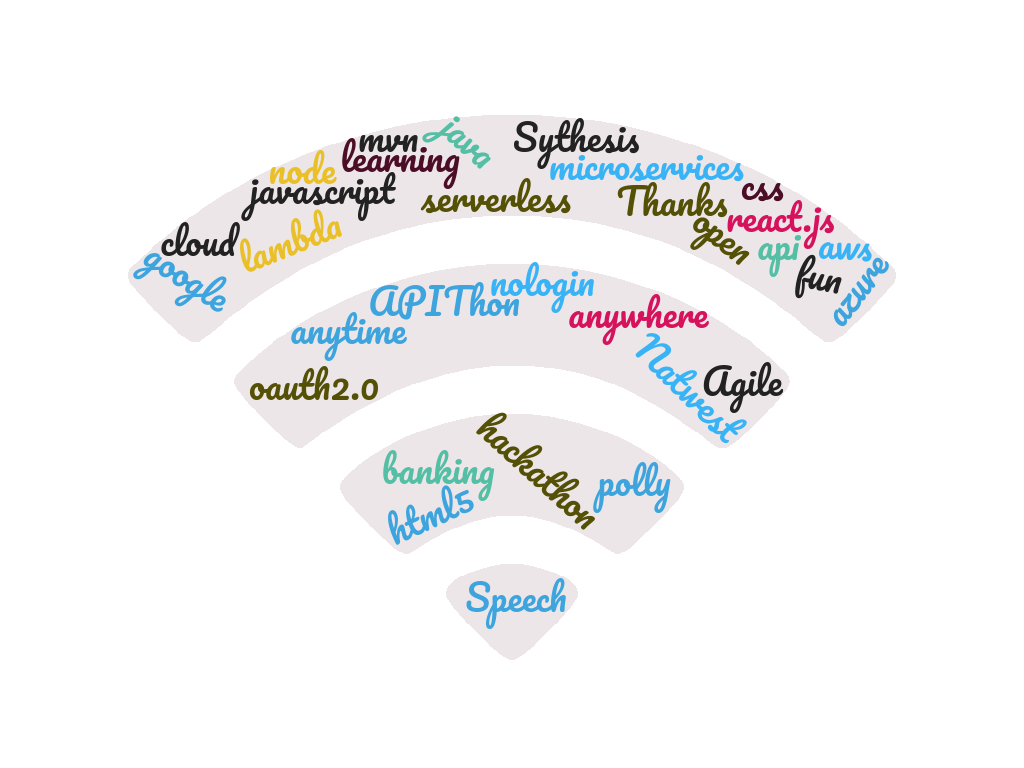 mvn
java
Sythesis
learning
microservices
node
javascript
css
serverless
Thanks
react.js
cloud
lambda
open
api
aws
google
fun
azure
nologin
APIThon
anytime
anywhere
Natwest
Agile
oauth2.0
hackathon
banking
polly
html5
Speech